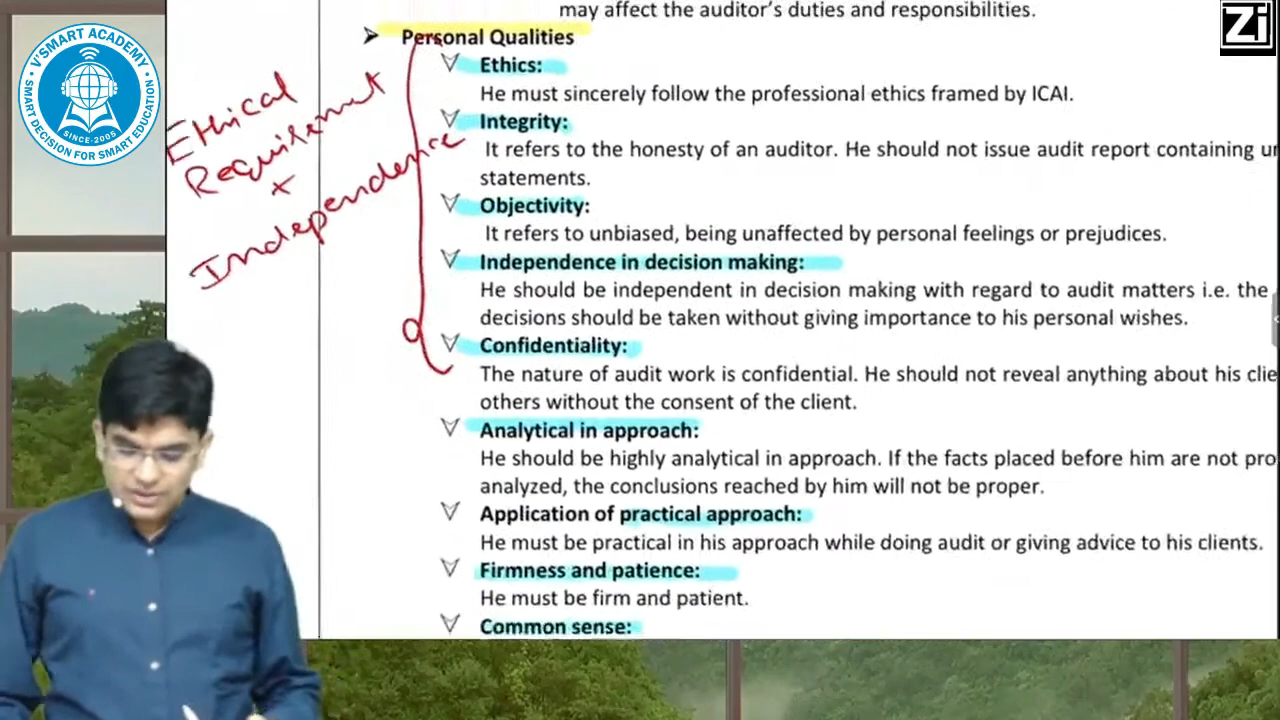 V'SMART ACADEMY
SINCE-2005
SMART DECISION FOR SMART EDUCATION
Zi
may affect the auditor's duties and responsibilities.
➤ Personal Qualities
Ethics:
He must sincerely follow the professional ethics framed by ICAI.
Integrity:
It refers to the honesty of an auditor. He should not issue audit report containing
statements.
Objectivity:
It refers to unbiased, being unaffected by personal feelings or prejudices.
Independence in decision making:
He should be independent in decision making with regard to audit matters i.e. the
decisions should be taken without giving importance to his personal wishes.
Confidentiality:
The nature of audit work is confidential. He should not reveal anything about his
others without the consent of the client.
Analytical in approach:
He should be highly analytical in approach. If the facts placed before him are not
analyzed, the conclusions reached by him will not be proper.
Application of practical approach:
He must be practical in his approach while doing audit or giving advice to his clients.
Firmness and patience:
He must be firm and patient.
Common sense:
Ethical
Requirement
+
Independence